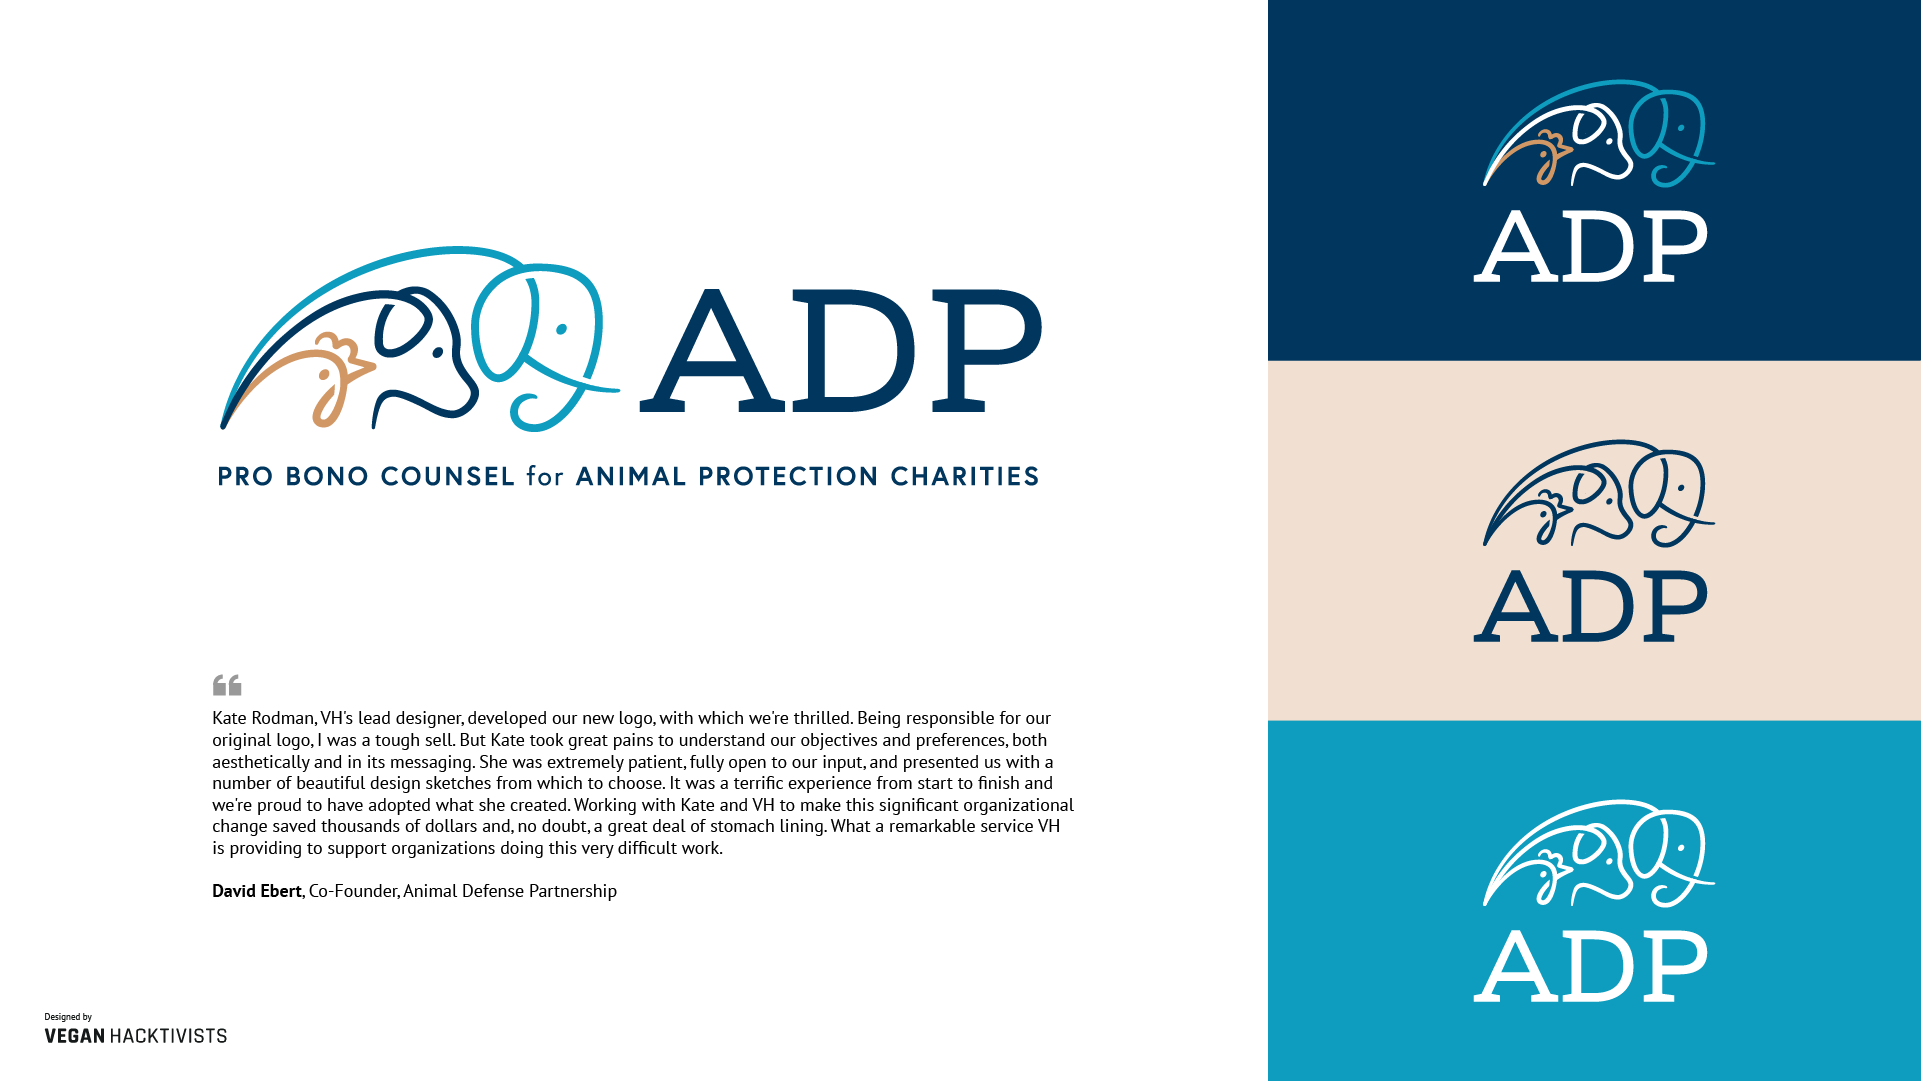 ADP
PRO BONO COUNSEL for ANIMAL PROTECTION CHARITIES
“
Kate Rodman, VH's lead designer, developed our new logo, with which we're thrilled. Being responsible for our
original logo, I was a tough sell. But Kate took great pains to understand our objectives and preferences, both
aesthetically and in its messaging. She was extremely patient, fully open to our input, and presented us with a
number of beautiful design sketches from which to choose. It was a terrific experience from start to finish and
we're proud to have adopted what she created. Working with Kate and VH to make this significant organizational
change saved thousands of dollars and, no doubt, a great deal of stomach lining. What a remarkable service VH
is providing to support organizations doing this very difficult work.
David Ebert, Co-Founder, Animal Defense Partnership
Designed by
VEGAN HACKTIVISTS
ADP
ADP
ADP